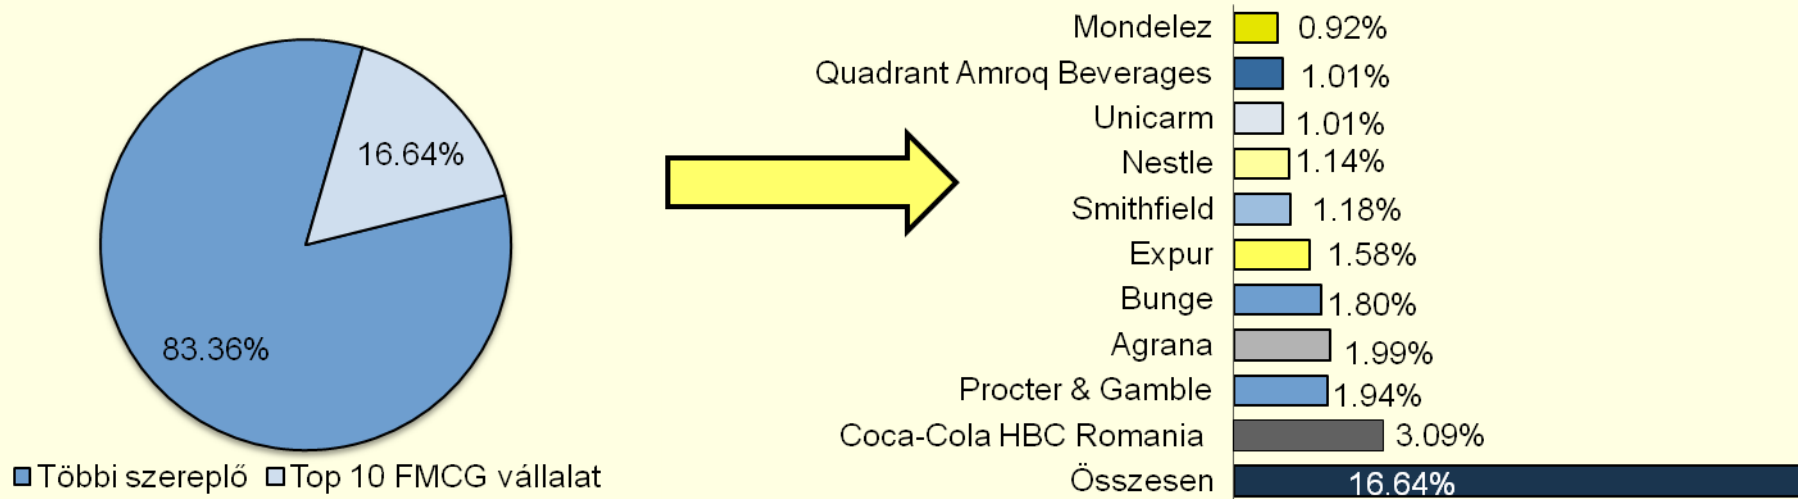 16.64%
83.36%
Többi szereplő Top 10 FMCG vállalat
Mondelez 0.92%
Quadrant Amroq Beverages 1.01%
Unicarm 1.01%
Nestle 1.14%
Smithfield 1.18%
Expur 1.58%
Bunge 1.80%
Agrana 1.99%
Procter & Gamble 1.94%
Coca-Cola HBC Romania 3.09%
Összesen 16.64%